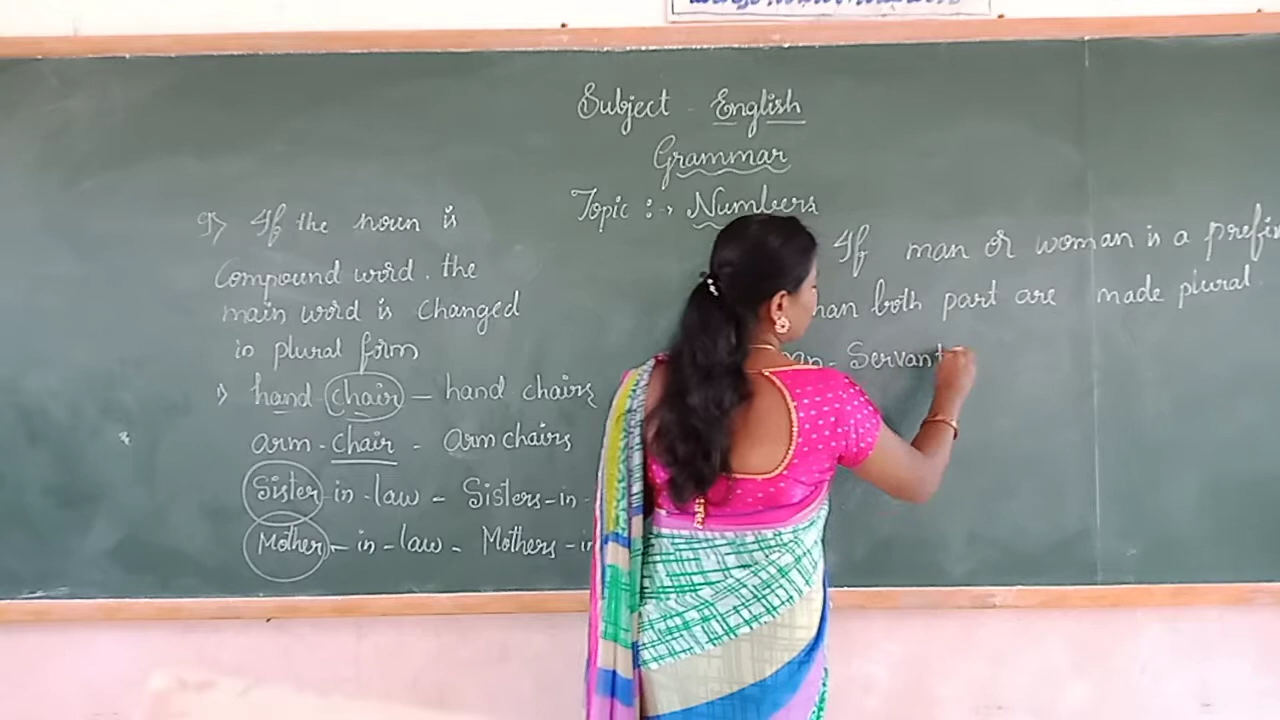 Subject - English
Grammar
Topic :- Numbers
9) If the noun is
Compound word. the
main word is changed
in plural form
1) hand chair - hand chairs
arm - chair - arm chairs
Sister - in - law - Sisters - in -
Mother - in - law - Mothers - in
If man or woman is a prefix
both part are made plural.
- Servant